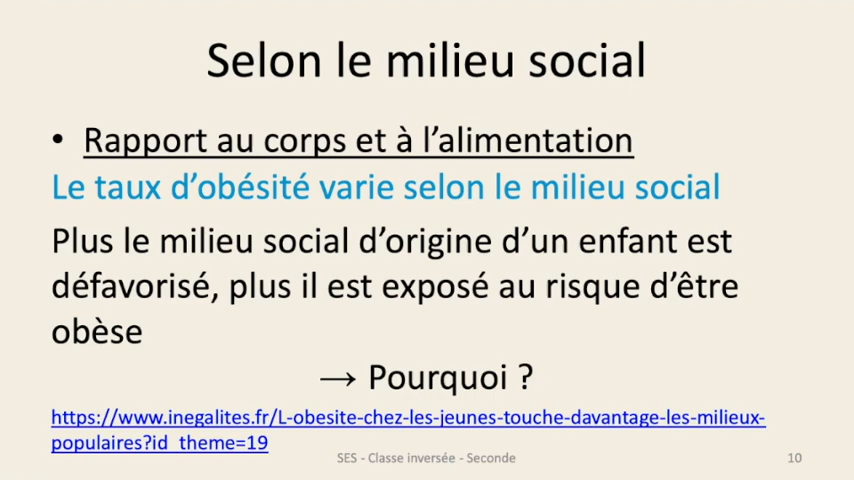 Selon le milieu social
• Rapport au corps et à l’alimentation
Le taux d’obésité varie selon le milieu social
Plus le milieu social d’origine d’un enfant est
défavorisé, plus il est exposé au risque d’être
obèse
→ Pourquoi ?
https://www.inegalites.fr/L-obesite-chez-les-jeunes-touche-davantage-les-milieux-
populaires?id_theme=19
SES - Classe inversée - Seconde
10